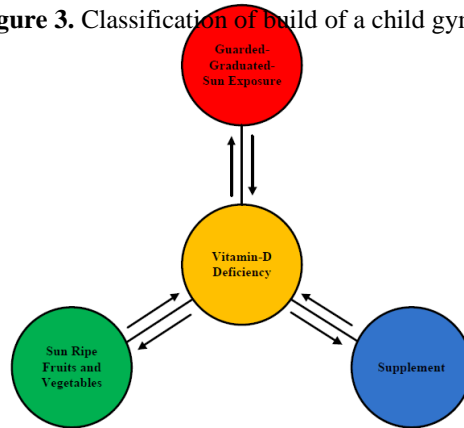 gure 3. Classification of build of a child gyn
Guarded-
Graduated-
Sun Exposure
Vitamin-D
Deficiency
Sun Ripe
Fruits and
Vegetables
Supplement